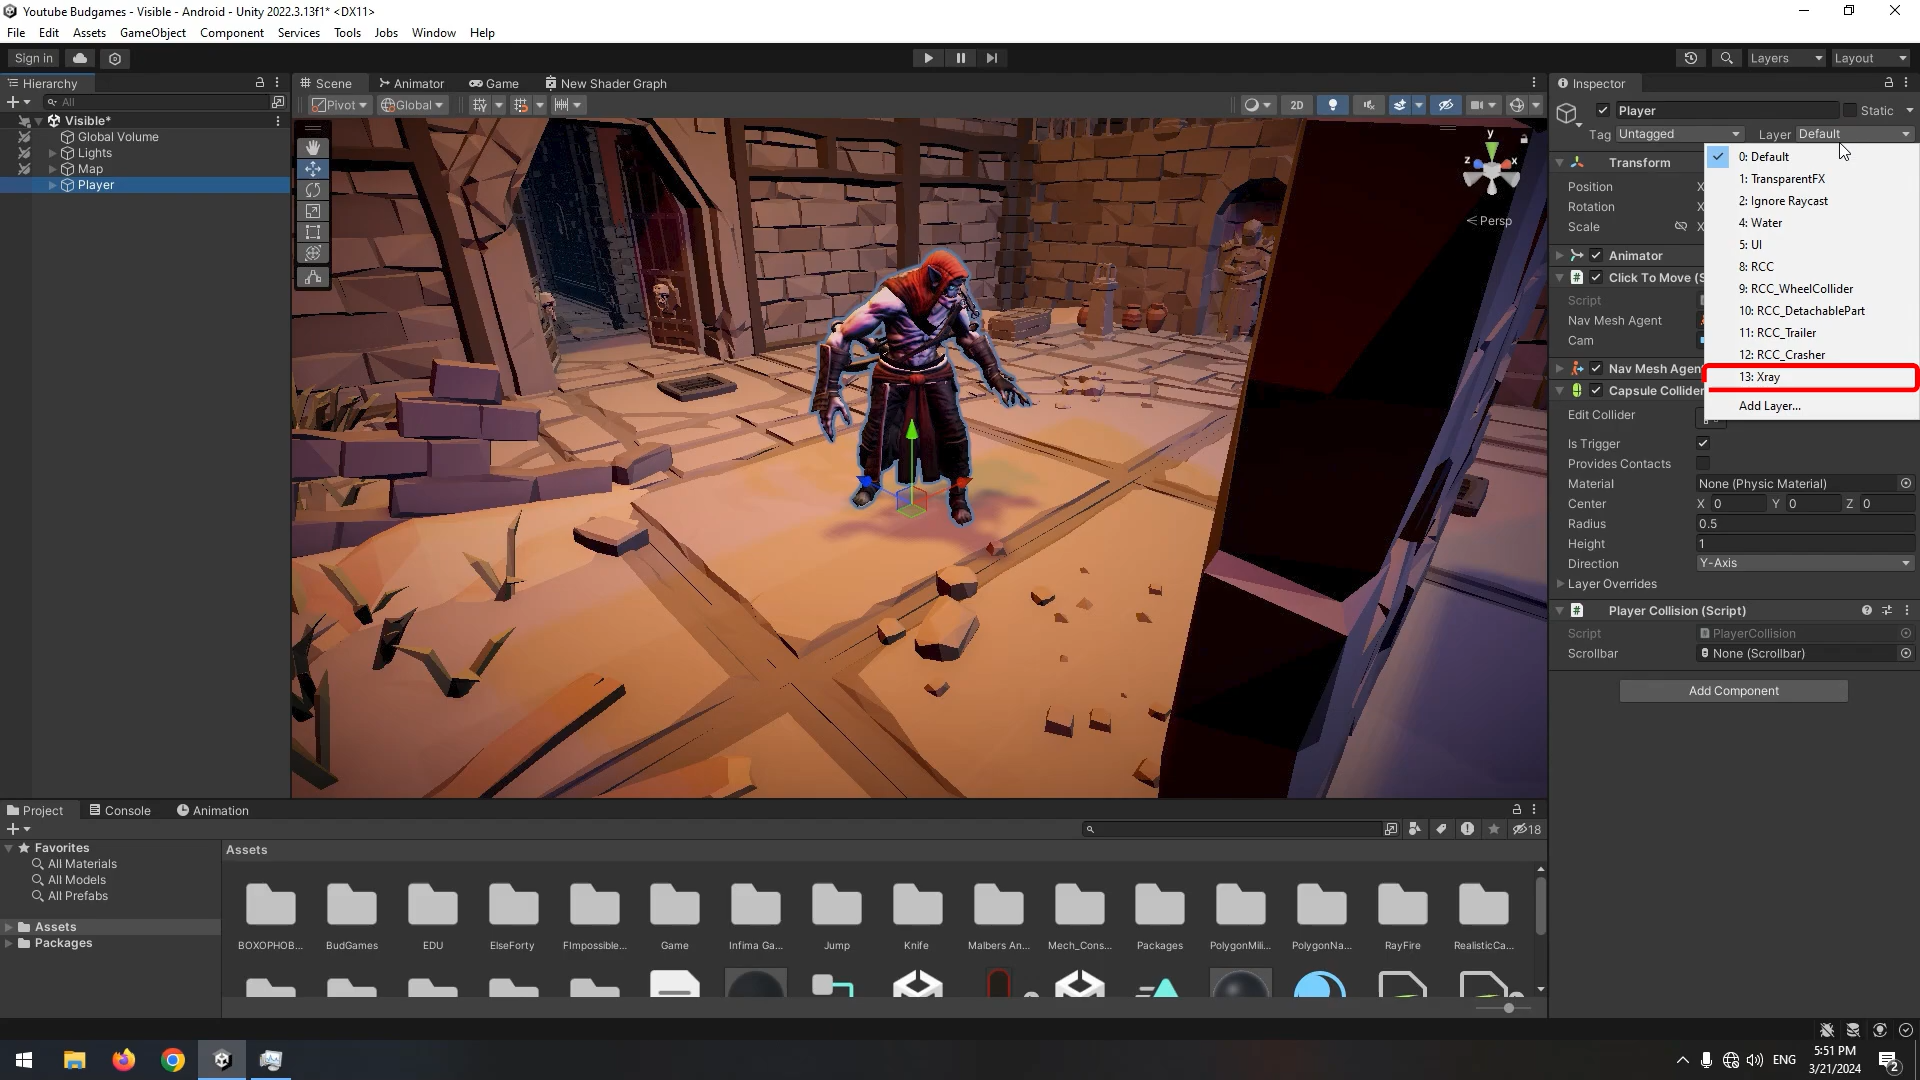 Youtube Budgames - Visible - Android - Unity 2022.3.13f1* <DX11>
File Edit Assets GameObject Component Services Tools Jobs Window Help
Sign in
Layers
Layout
Hierarchy
Scene
Animator
Game
New Shader Graph
Inspector
All
Pivot
Global
2D
Player
Static
Visible*
Tag Untagged
Layer Default
Global Volume
Lights
Map
Player
y
z
x
Persp
0: Default
1: TransparentFX
2: Ignore Raycast
4: Water
5: UI
8: RCC
9: RCC_WheelCollider
10: RCC_DetachablePart
11: RCC_Trailer
12: RCC_Crasher
13: Xray
Add Layer...
Transform
Position X
Rotation X
Scale X
Animator
Click To Move (S
Script
Nav Mesh Agent
Cam
Nav Mesh Agen
Capsule Collider
Edit Collider
Is Trigger
Provides Contacts
Material None (Physic Material)
Center X 0 Y 0 Z 0
Radius 0.5
Height 1
Direction Y-Axis
Layer Overrides
Player Collision (Script)
Script PlayerCollision
Scrollbar None (Scrollbar)
Add Component
Project
Console
Animation
18
Favorites
All Materials
All Models
All Prefabs
Assets
Packages
Assets
BOXOPHOB...
BudGames
EDU
ElseForty
FImpossible...
Game
Infima Ga...
Jump
Knife
Malbers An...
Mech_Cons...
Packages
PolygonMili...
PolygonNa...
RayFire
RealisticCa...
ENG
5:51 PM
3/21/2024
2